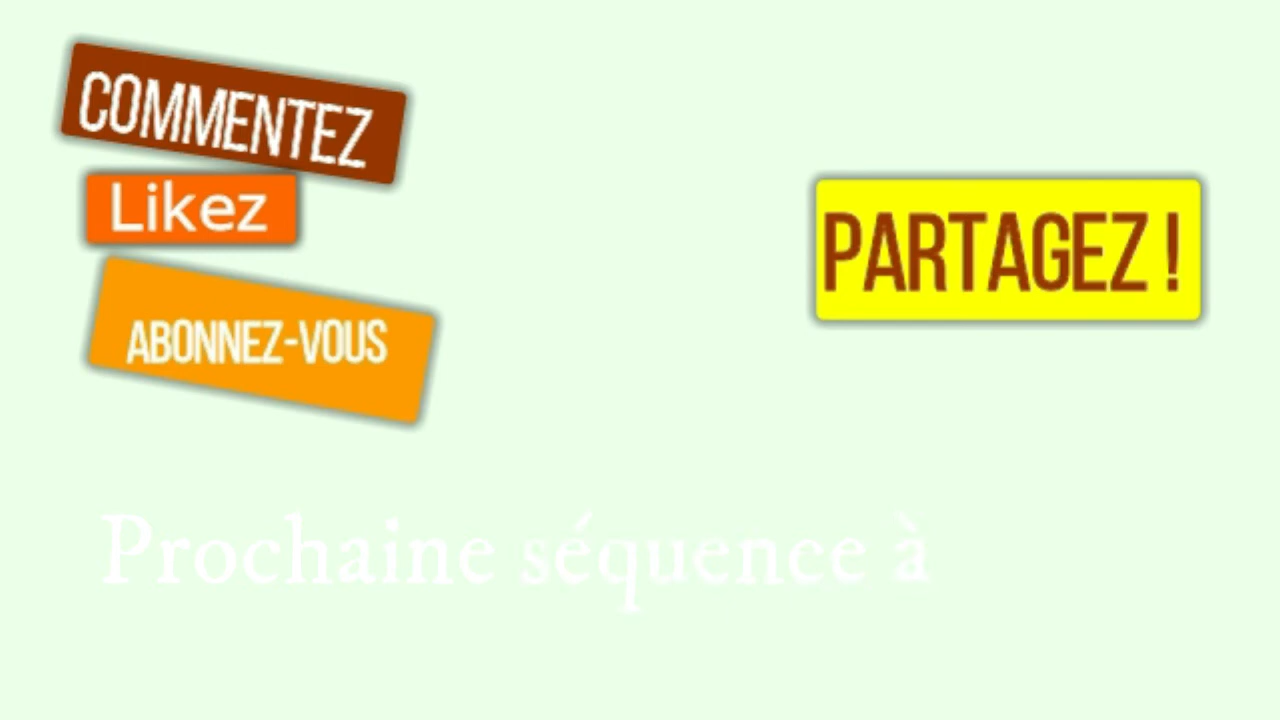 COMMENTEZ
Likez
ABONNEZ-VOUS
PARTAGEZ !
Prochaine séquence à